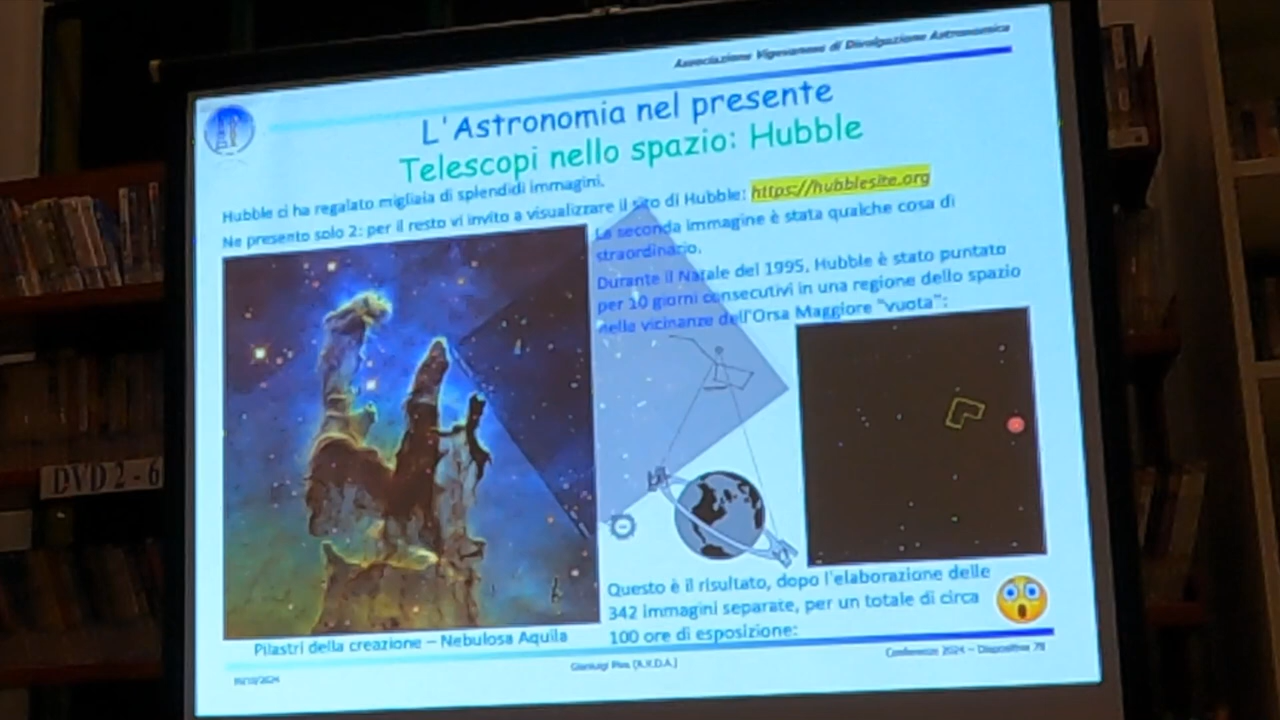 Associazione Vigevanese di Divulgazione Astronomica
L'Astronomia nel presente
Telescopi nello spazio: Hubble
Hubble ci ha regalato migliaia di splendidi immagini.
Ne presento solo 2: per il resto vi invito a visualizzare il sito di Hubble: https://hubblesite.org
La seconda immagine è stata qualche cosa di
straordinario.
Durante il Natale del 1995, Hubble è stato puntato
per 10 giorni consecutivi in una regione dello spazio
nelle vicinanze dell'Orsa Maggiore "vuota":
DVD 2-6
Questo è il risultato, dopo l'elaborazione delle
342 immagini separate, per un totale di circa
100 ore di esposizione:
Pilastri della creazione – Nebulosa Aquila
Gianluigi (A.V.D.A.)
Conferenze 2024 – Diapositiva